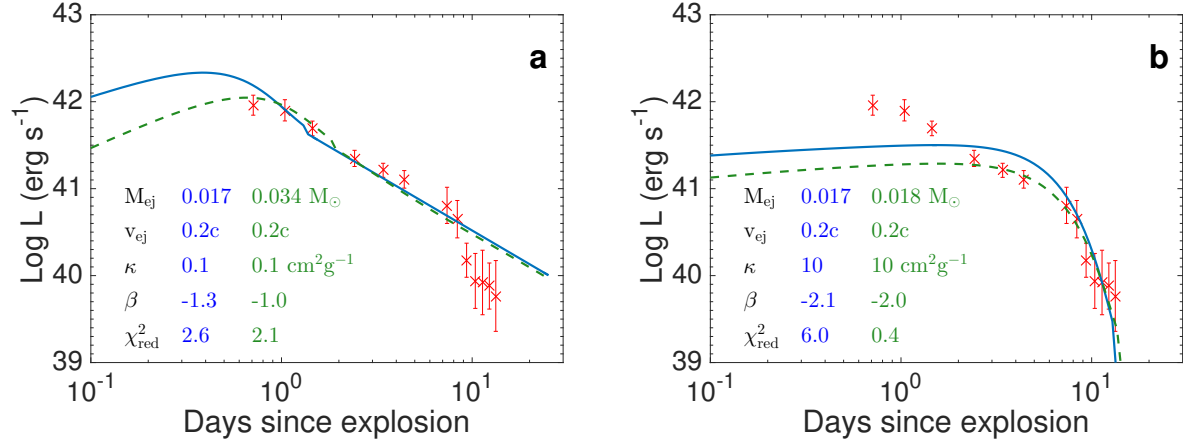 a
43
42
41
40
39
Log L (erg s⁻¹)
M_ej 0.017 0.034 M_⊙
v_ej 0.2c 0.2c
κ 0.1 0.1 cm²g⁻¹
β -1.3 -1.0
χ²_red 2.6 2.1
10⁻¹ 10⁰ 10¹
Days since explosion
b
43
42
41
40
39
Log L (erg s⁻¹)
M_ej 0.017 0.018 M_⊙
v_ej 0.2c 0.2c
κ 10 10 cm²g⁻¹
β -2.1 -2.0
χ²_red 6.0 0.4
10⁻¹ 10⁰ 10¹
Days since explosion